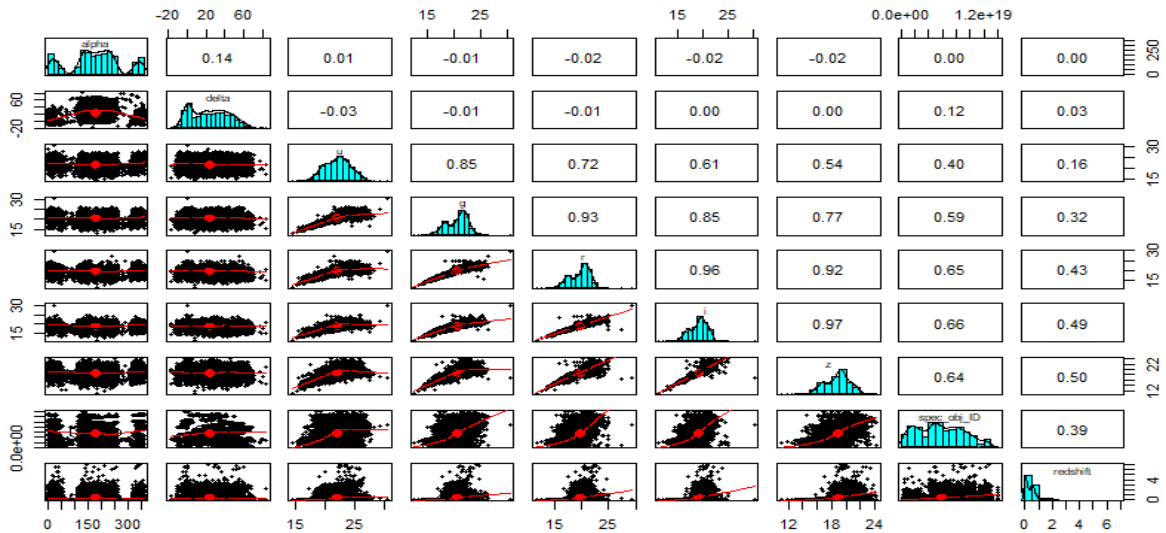 -20 20 60 15 25 15 25 0.0e+00 1.2e+19
alpha 0.14 0.01 -0.01 -0.02 -0.02 -0.02 0.00 0.00 0 250
-20 60 delta -0.03 -0.01 -0.01 0.00 0.00 0.12 0.03
u 0.85 0.72 0.61 0.54 0.40 0.16 15 30
15 30 g 0.93 0.85 0.77 0.59 0.32
r 0.96 0.92 0.65 0.43 15 30
15 30 i 0.97 0.66 0.49
z 0.64 0.50 12 22
0.0e+00 spec_obj_ID 0.39
redshift 0 4
0 150 300 15 25 15 25 12 18 24 0 2 4 6